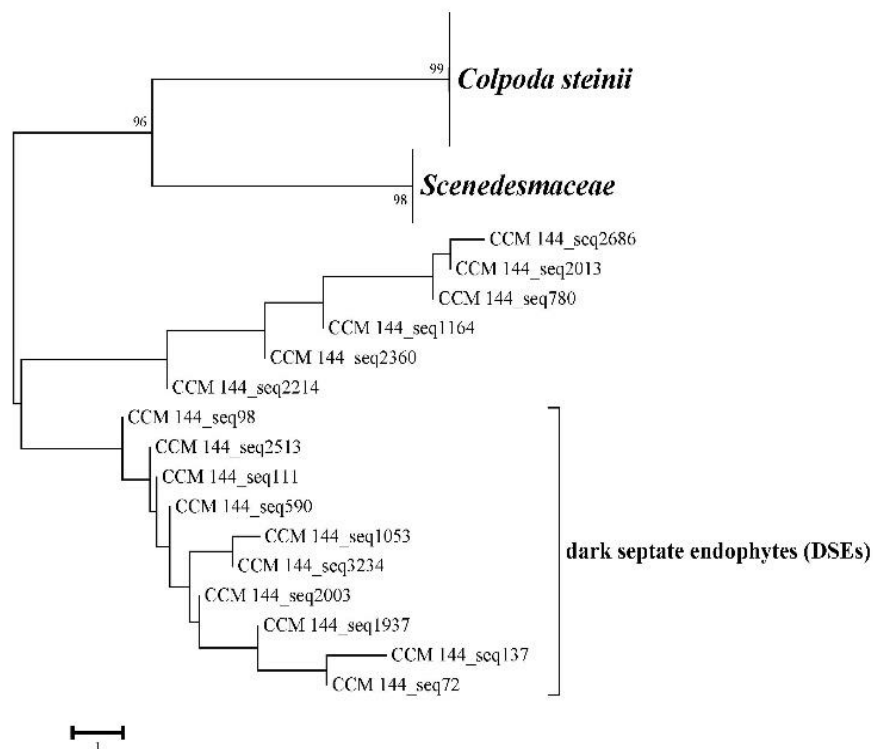 99
Colpoda steinii
96
Scenedesmaceae
98
CCM 144_seq2686
CCM 144_seq2013
CCM 144_seq780
CCM 144_seq1164
CCM 144_seq2360
CCM 144_seq2214
CCM 144_seq98
CCM 144_seq2513
CCM 144_seq111
CCM 144_seq590
CCM 144_seq1053
dark septate endophytes (DSEs)
CCM 144_seq3234
CCM 144_seq2003
CCM 144_seq1937
CCM 144_seq137
CCM 144_seq72
1